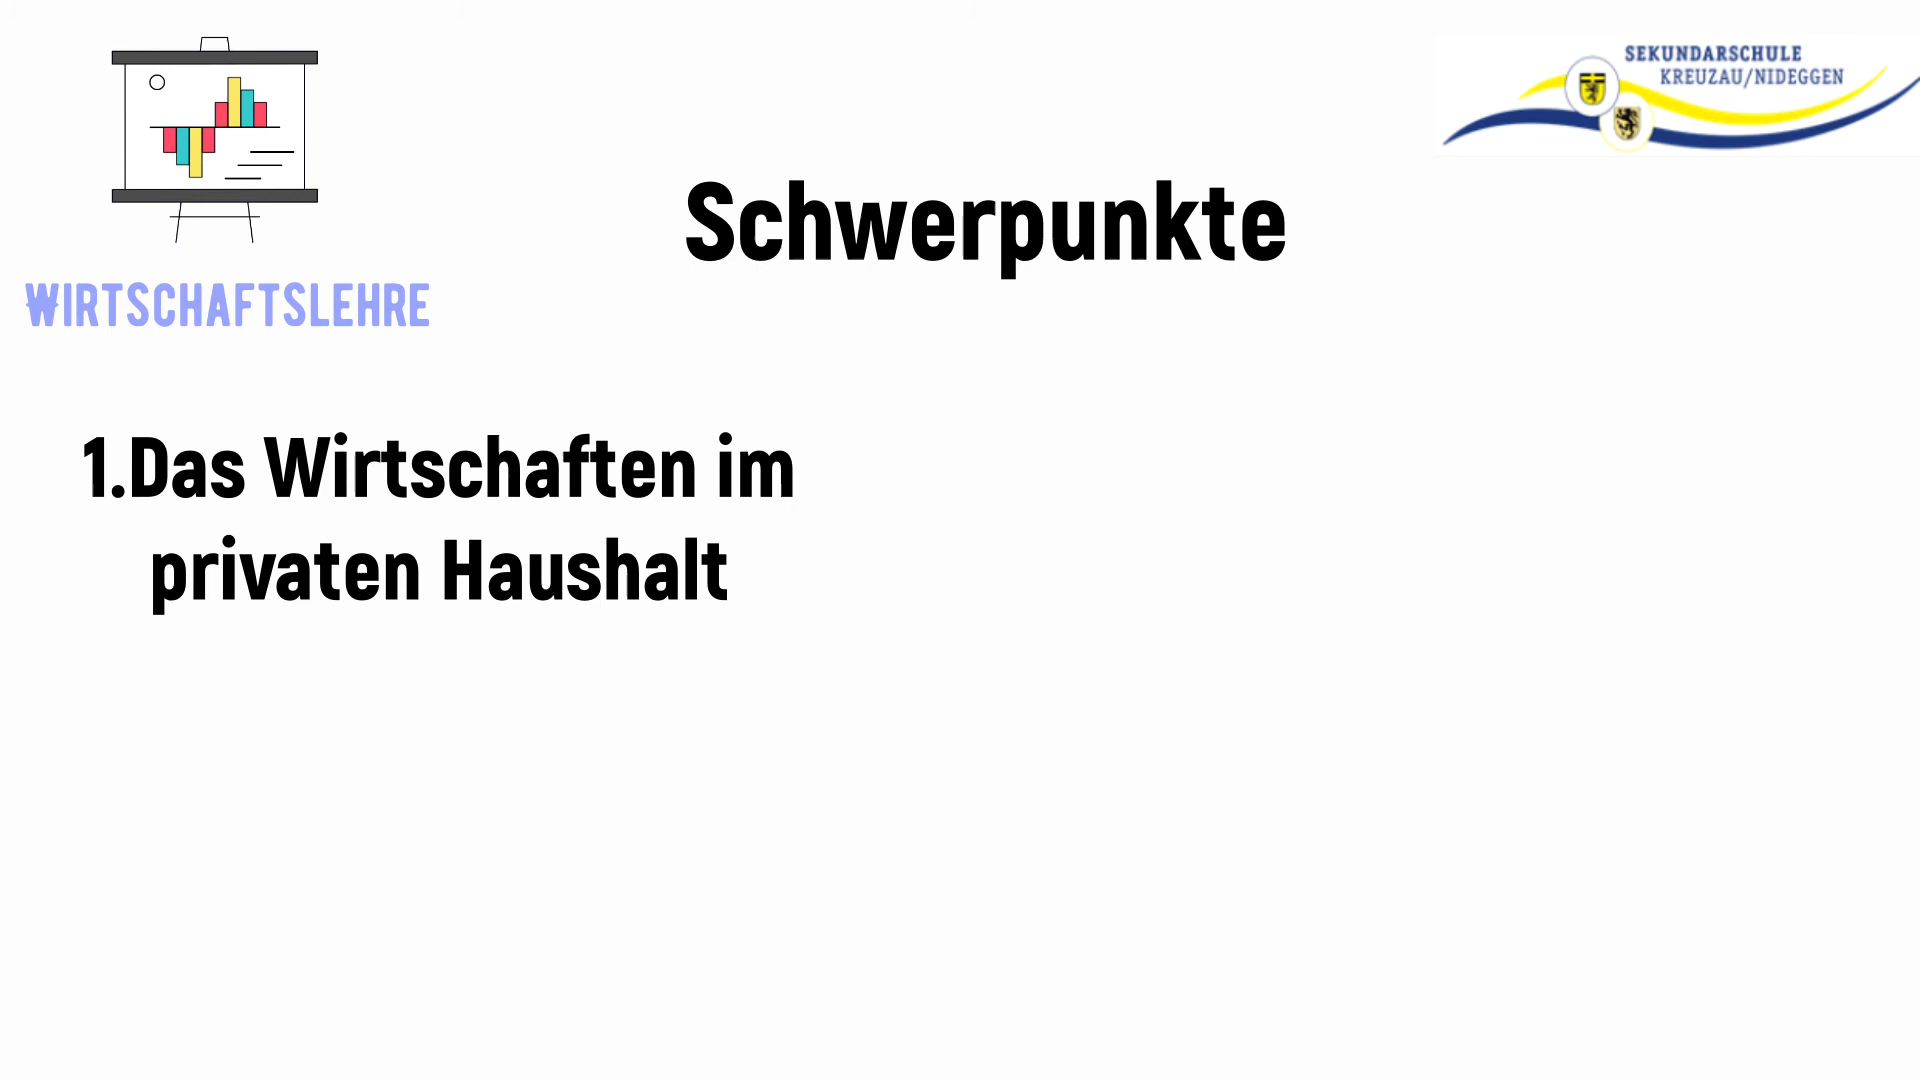 SEKUNDARSCHULE
KREUZAU/NIDEGGEN
Schwerpunkte
WIRTSCHAFTSLEHRE
1.Das Wirtschaften im
privaten Haushalt